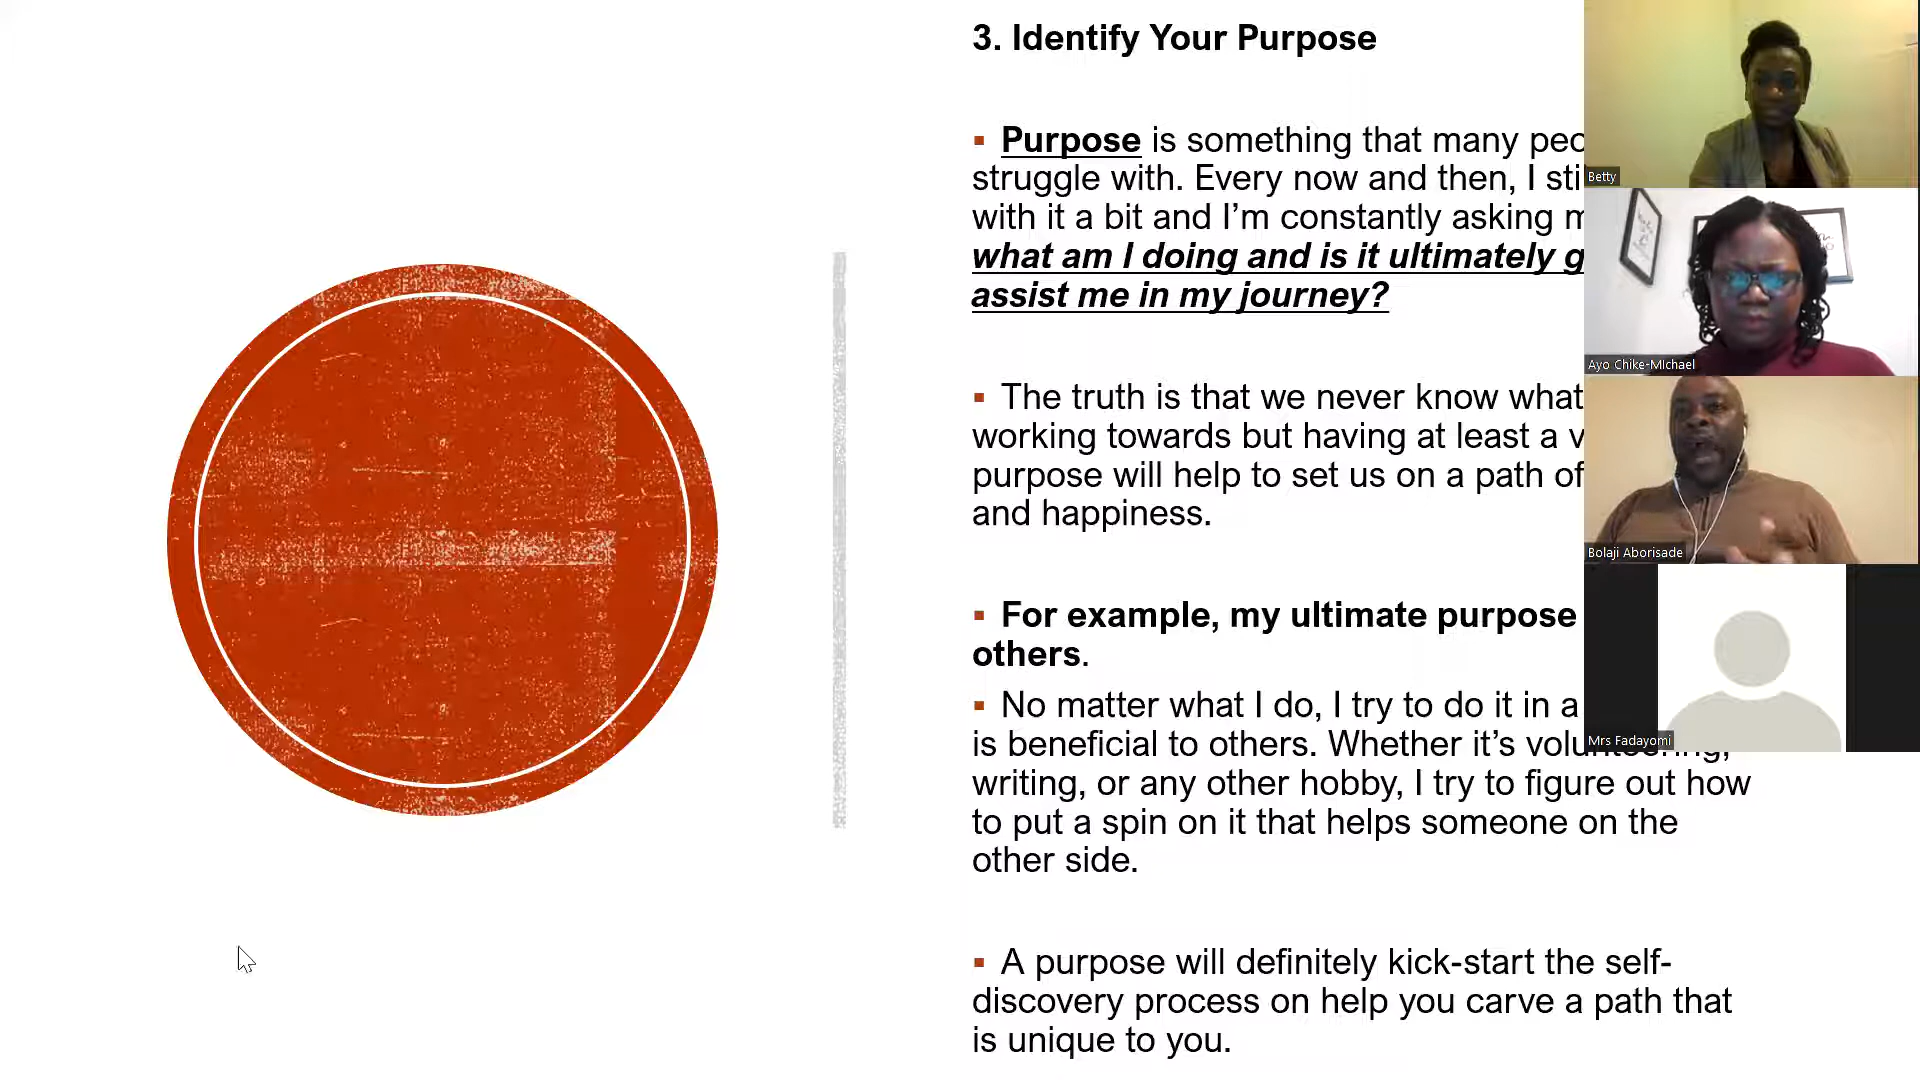 3. Identify Your Purpose
▪ Purpose is something that many
struggle with. Every now and then, I
with it a bit and I’m constantly asking
what am I doing and is it ultimately
assist me in my journey?
▪ The truth is that we never know what
working towards but having at least a
purpose will help to set us on a path of
and happiness.
▪ For example, my ultimate purpose
others.
▪ No matter what I do, I try to do it in a
is beneficial to others. Whether it’s volunteering,
writing, or any other hobby, I try to figure out how
to put a spin on it that helps someone on the
other side.
▪ A purpose will definitely kick-start the self-
discovery process on help you carve a path that
is unique to you.
Betty
Ayo Chike-MIchael
Bolaji Aborisade
Mrs Fadayomi